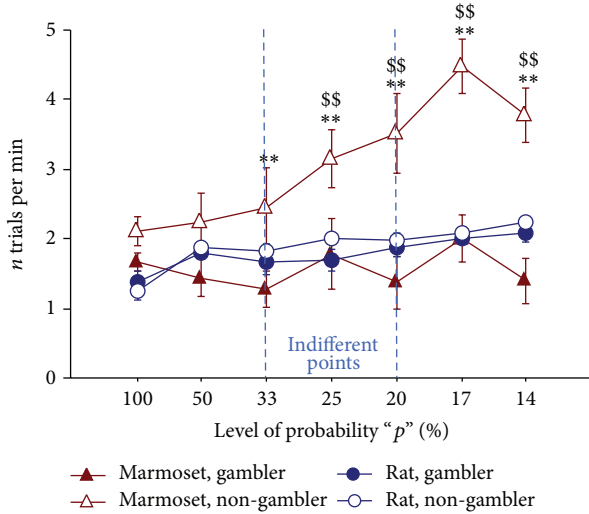 5
4
3
2
1
0
n trials per min
$$
**
$$
**
$$
**
$$
**
**
Indifferent
points
100 50 33 25 20 17 14
Level of probability “p” (%)
Marmoset, gambler
Marmoset, non-gambler
Rat, gambler
Rat, non-gambler